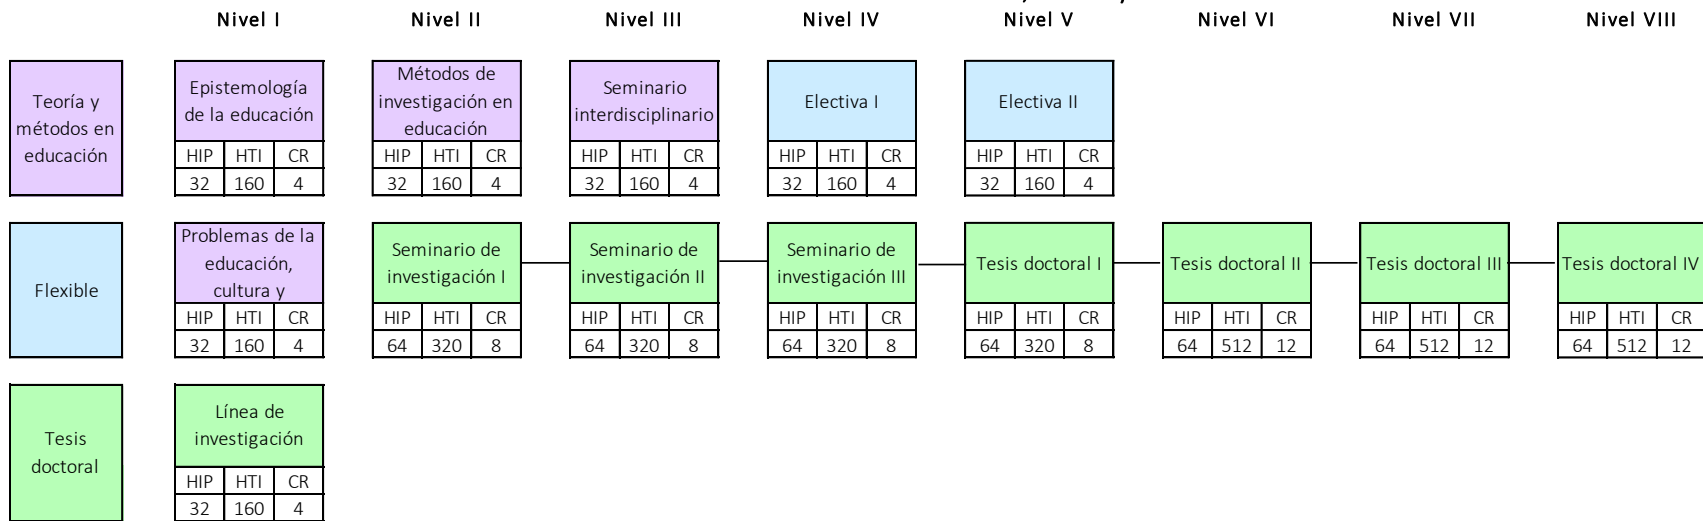 Nivel I Nivel II Nivel III Nivel IV Nivel V Nivel VI Nivel VII Nivel VIII
Teoría y
métodos en
educación
Epistemología
de la educación
HIP HTI CR
32 160 4
Métodos de
investigación en
educación
HIP HTI CR
32 160 4
Seminario
interdisciplinario
HIP HTI CR
32 160 4
Electiva I
HIP HTI CR
32 160 4
Electiva II
HIP HTI CR
32 160 4
Flexible
Problemas de la
educación,
cultura y
HIP HTI CR
32 160 4
Seminario de
investigación I
HIP HTI CR
64 320 8
Seminario de
investigación II
HIP HTI CR
64 320 8
Seminario de
investigación III
HIP HTI CR
64 320 8
Tesis doctoral I
HIP HTI CR
64 320 8
Tesis doctoral II
HIP HTI CR
64 512 12
Tesis doctoral III
HIP HTI CR
64 512 12
Tesis doctoral IV
HIP HTI CR
64 512 12
Tesis
doctoral
Línea de
investigación
HIP HTI CR
32 160 4